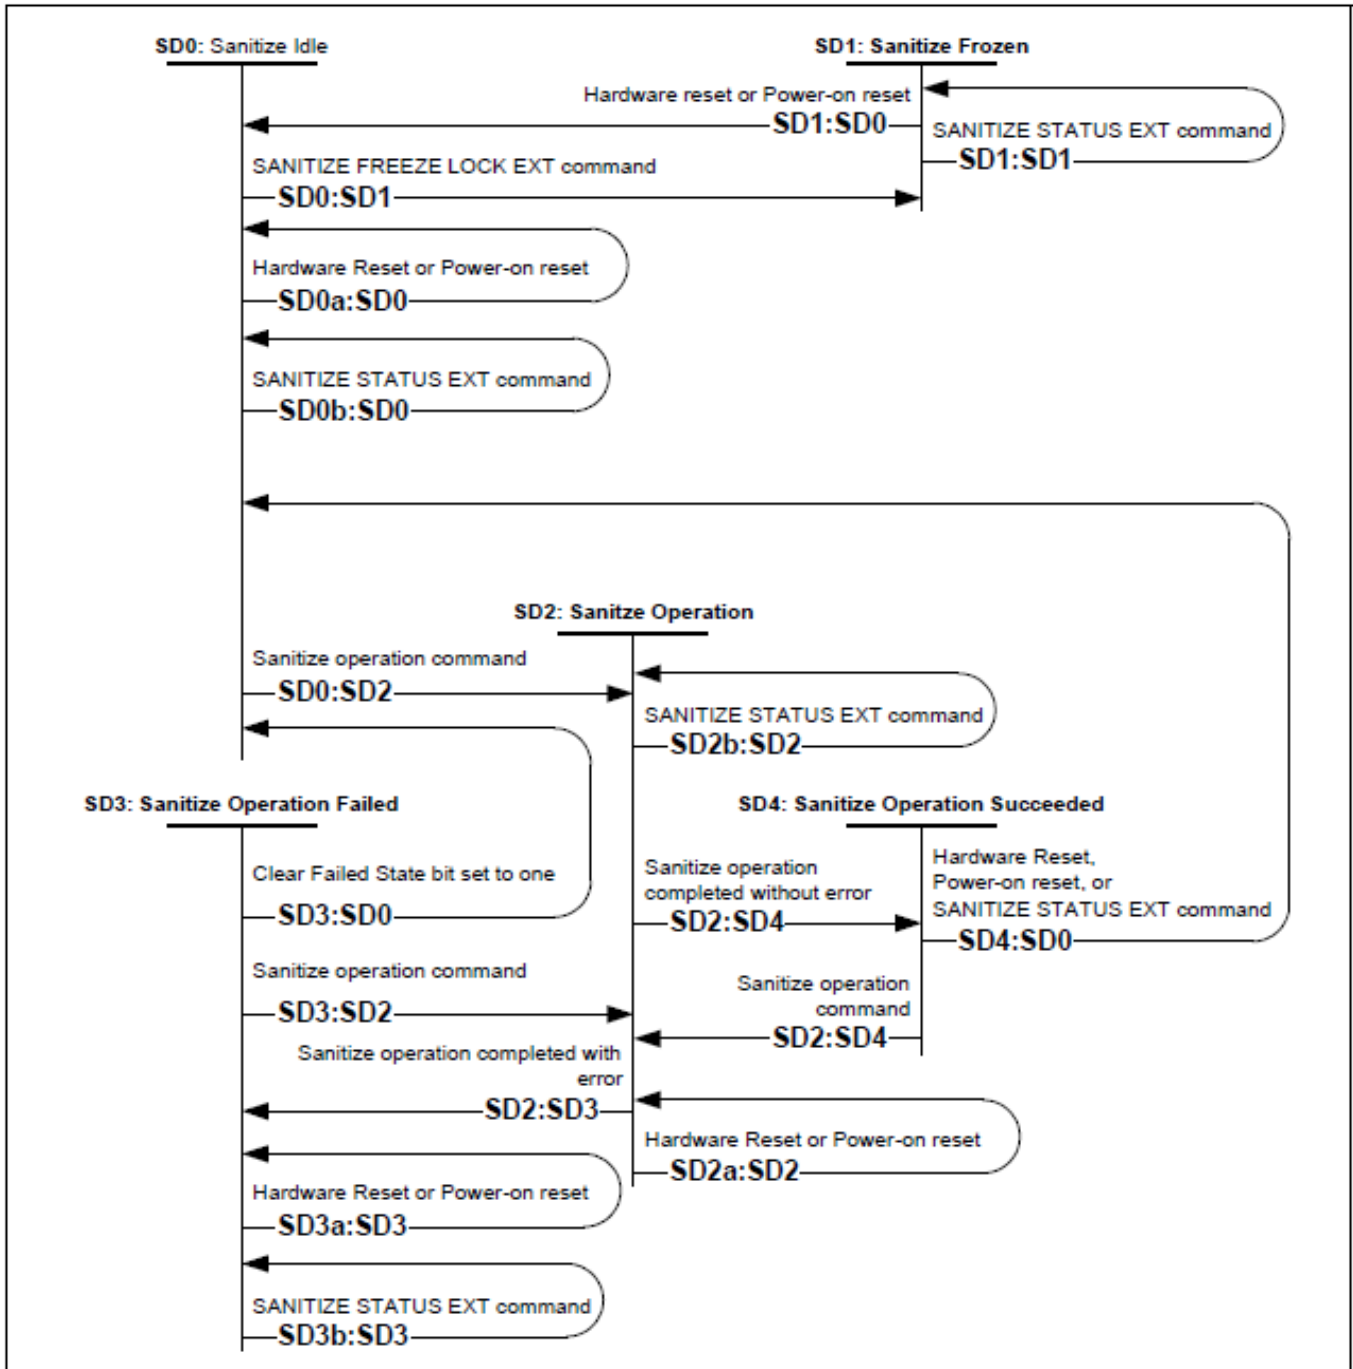 SD0: Sanitize Idle
SD1: Sanitize Frozen
Hardware reset or Power-on reset
SD1:SD0
SANITIZE STATUS EXT command
SD1:SD1
SANITIZE FREEZE LOCK EXT command
SD0:SD1
Hardware Reset or Power-on reset
SD0a:SD0
SANITIZE STATUS EXT command
SD0b:SD0
SD2: Sanitze Operation
Sanitize operation command
SD0:SD2
SANITIZE STATUS EXT command
SD2b:SD2
SD3: Sanitize Operation Failed
SD4: Sanitize Operation Succeeded
Clear Failed State bit set to one
SD3:SD0
Sanitize operation
completed without error
SD2:SD4
Hardware Reset,
Power-on reset, or
SANITIZE STATUS EXT command
SD4:SD0
Sanitize operation command
SD3:SD2
Sanitize operation
command
SD2:SD4
Sanitize operation completed with
error
SD2:SD3
Hardware Reset or Power-on reset
SD2a:SD2
Hardware Reset or Power-on reset
SD3a:SD3
SANITIZE STATUS EXT command
SD3b:SD3